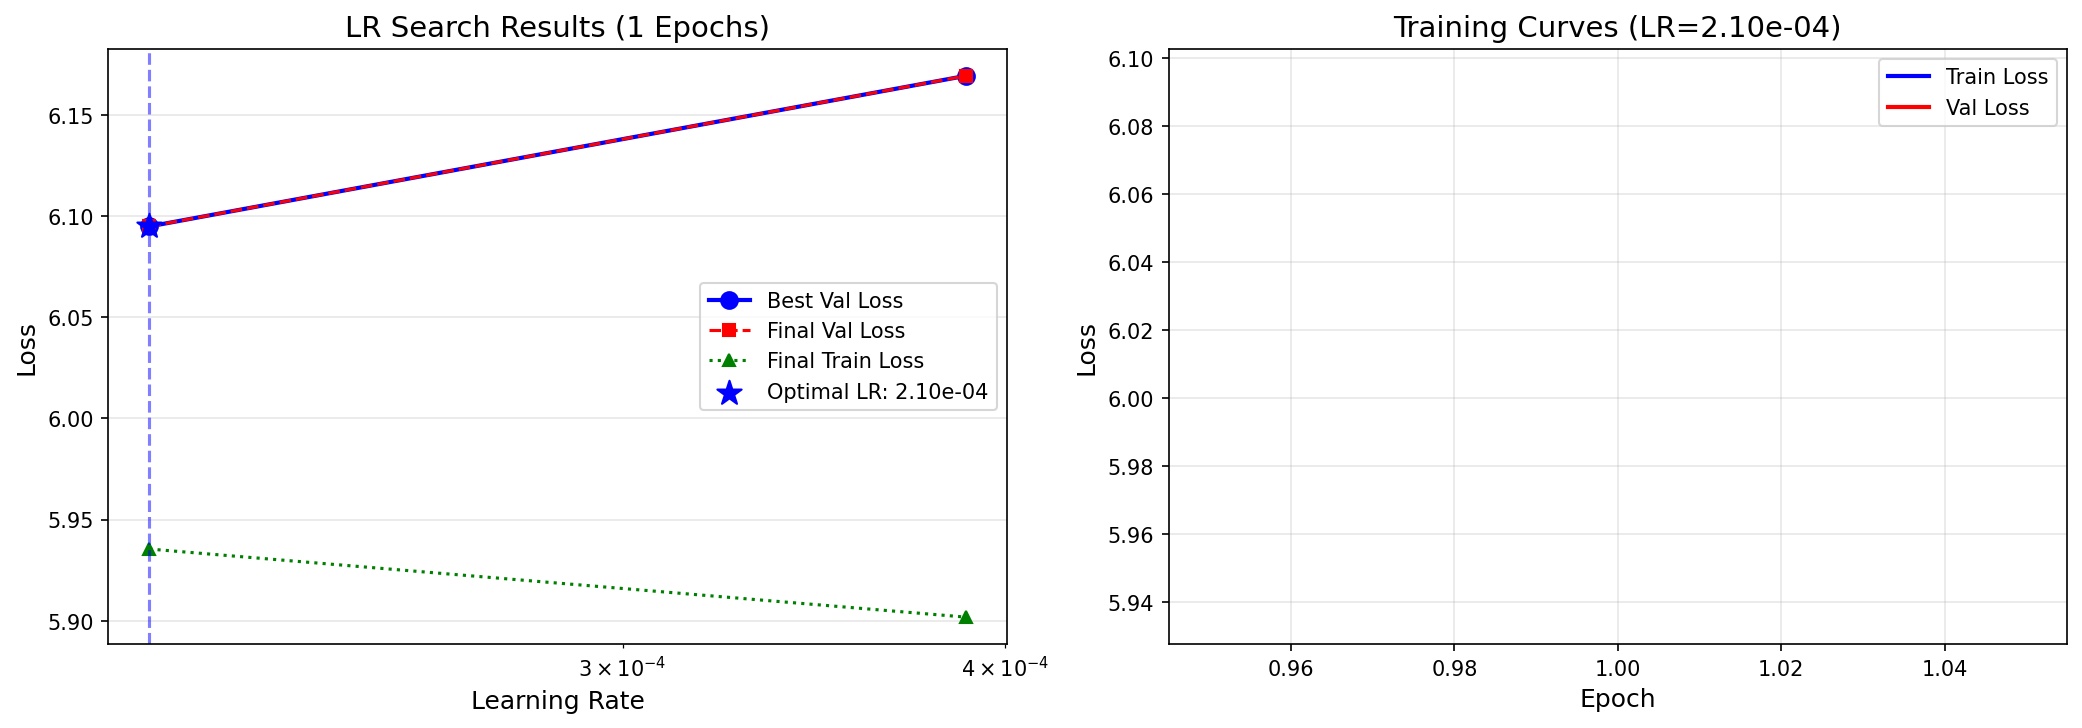 LR Search Results (1 Epochs)
Loss
6.15
6.10
6.05
6.00
5.95
5.90
Best Val Loss
Final Val Loss
Final Train Loss
Optimal LR: 2.10e-04
3 × 10⁻⁴
4 × 10⁻⁴
Learning Rate
Training Curves (LR=2.10e-04)
Loss
6.10
6.08
6.06
6.04
6.02
6.00
5.98
5.96
5.94
Train Loss
Val Loss
0.96
0.98
1.00
1.02
1.04
Epoch